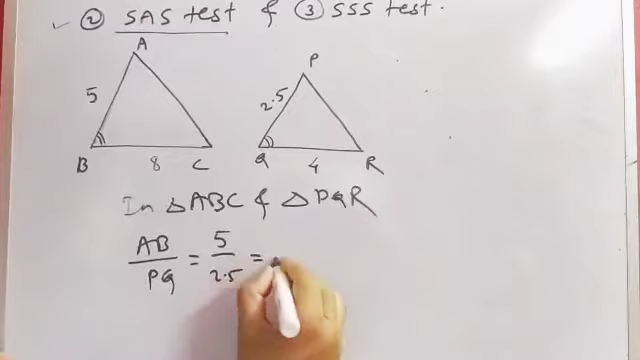 ② SAS test & ③ SSS test.
A
P
5
2.5
B 8 C
Q 4 R
In △ABC & △PQR
AB/PQ = 5/2.5 =